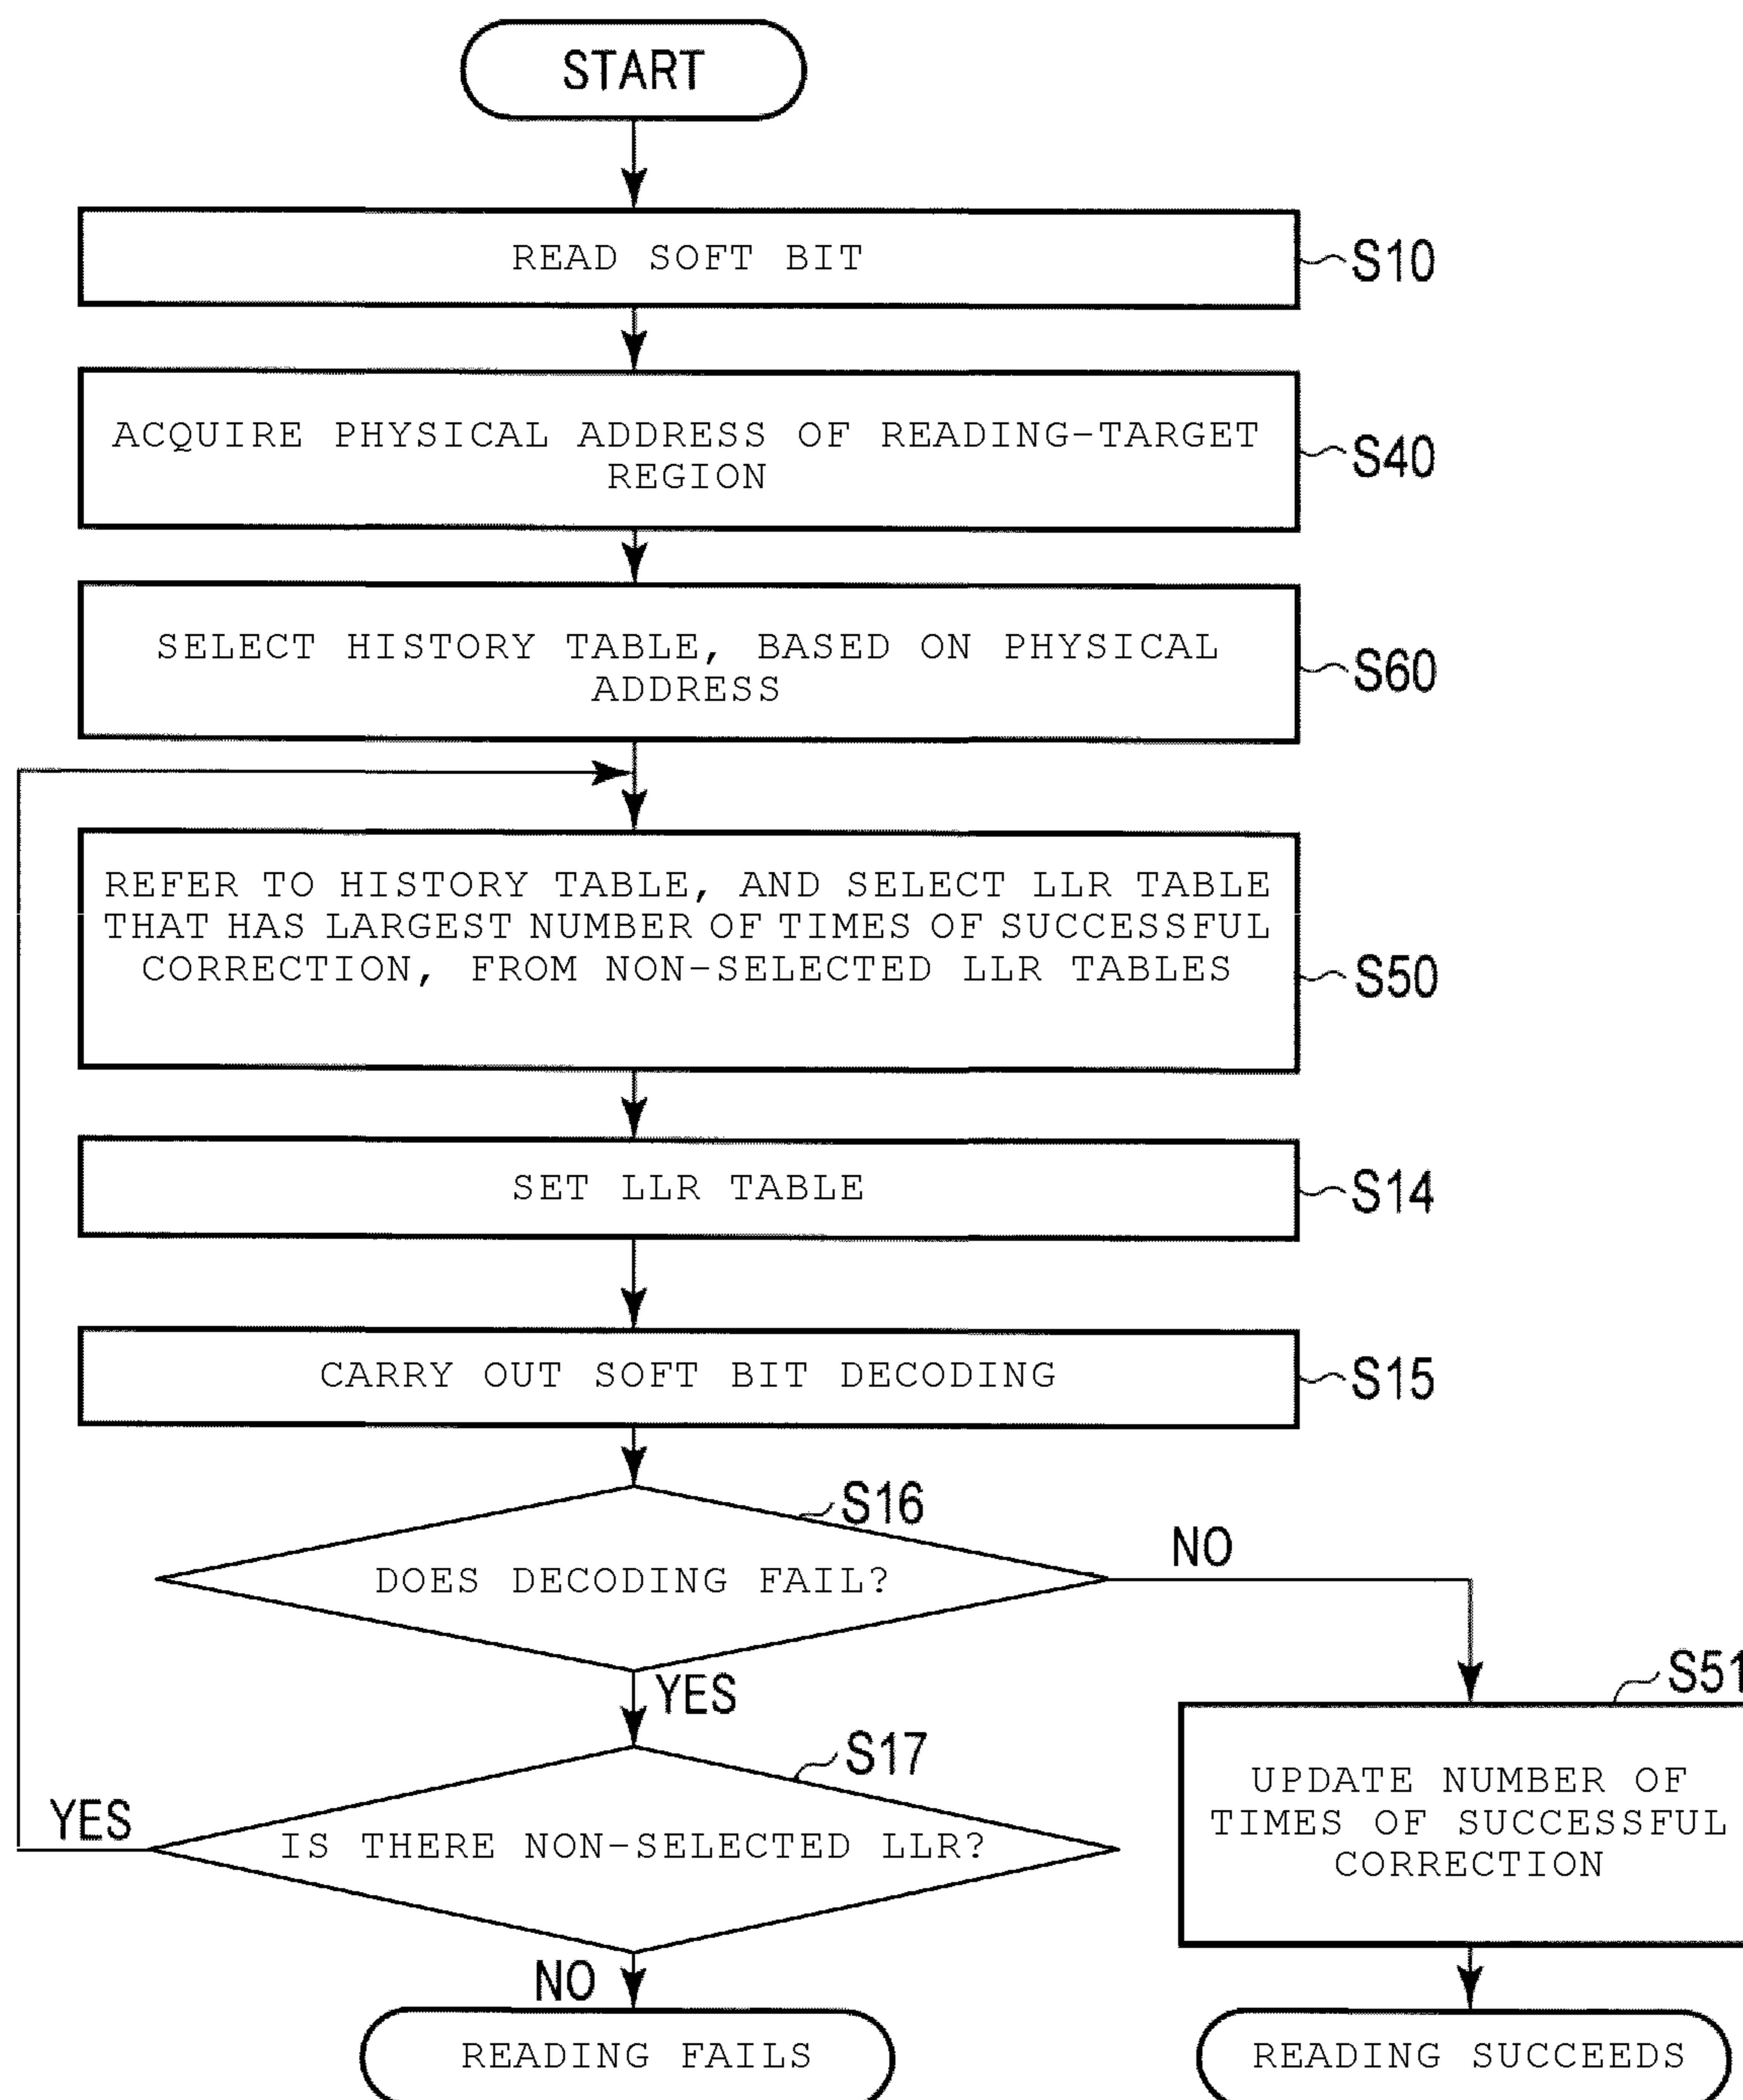 START
READ SOFT BIT
S10
ACQUIRE PHYSICAL ADDRESS OF READING-TARGET
REGION
S40
SELECT HISTORY TABLE, BASED ON PHYSICAL
ADDRESS
S60
REFER TO HISTORY TABLE, AND SELECT LLR TABLE
THAT HAS LARGEST NUMBER OF TIMES OF SUCCESSFUL
CORRECTION, FROM NON-SELECTED LLR TABLES
S50
SET LLR TABLE
S14
CARRY OUT SOFT BIT DECODING
S15
S16
DOES DECODING FAIL?
NO
YES
S51
S17
IS THERE NON-SELECTED LLR?
YES
UPDATE NUMBER OF
TIMES OF SUCCESSFUL
CORRECTION
NO
READING FAILS
READING SUCCEEDS